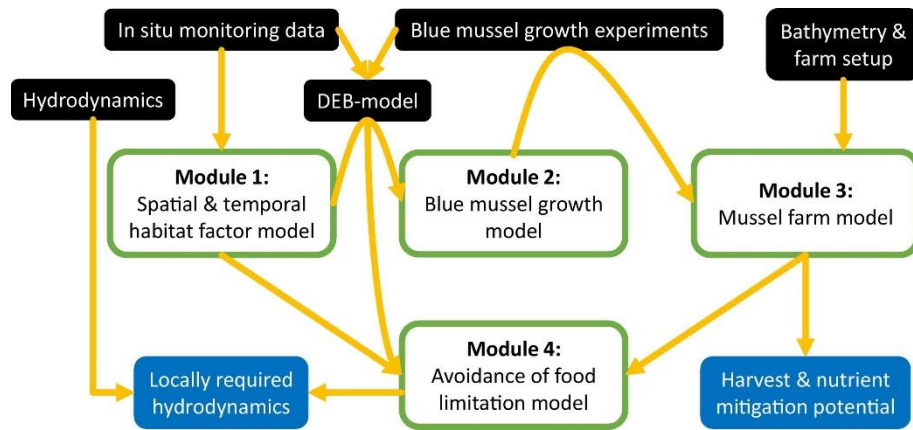 In situ monitoring data
Blue mussel growth experiments
Bathymetry &
farm setup
Hydrodynamics
DEB-model
Module 1:
Spatial & temporal
habitat factor model
Module 2:
Blue mussel growth
model
Module 3:
Mussel farm model
Module 4:
Avoidance of food
limitation model
Locally required
hydrodynamics
Harvest & nutrient
mitigation potential